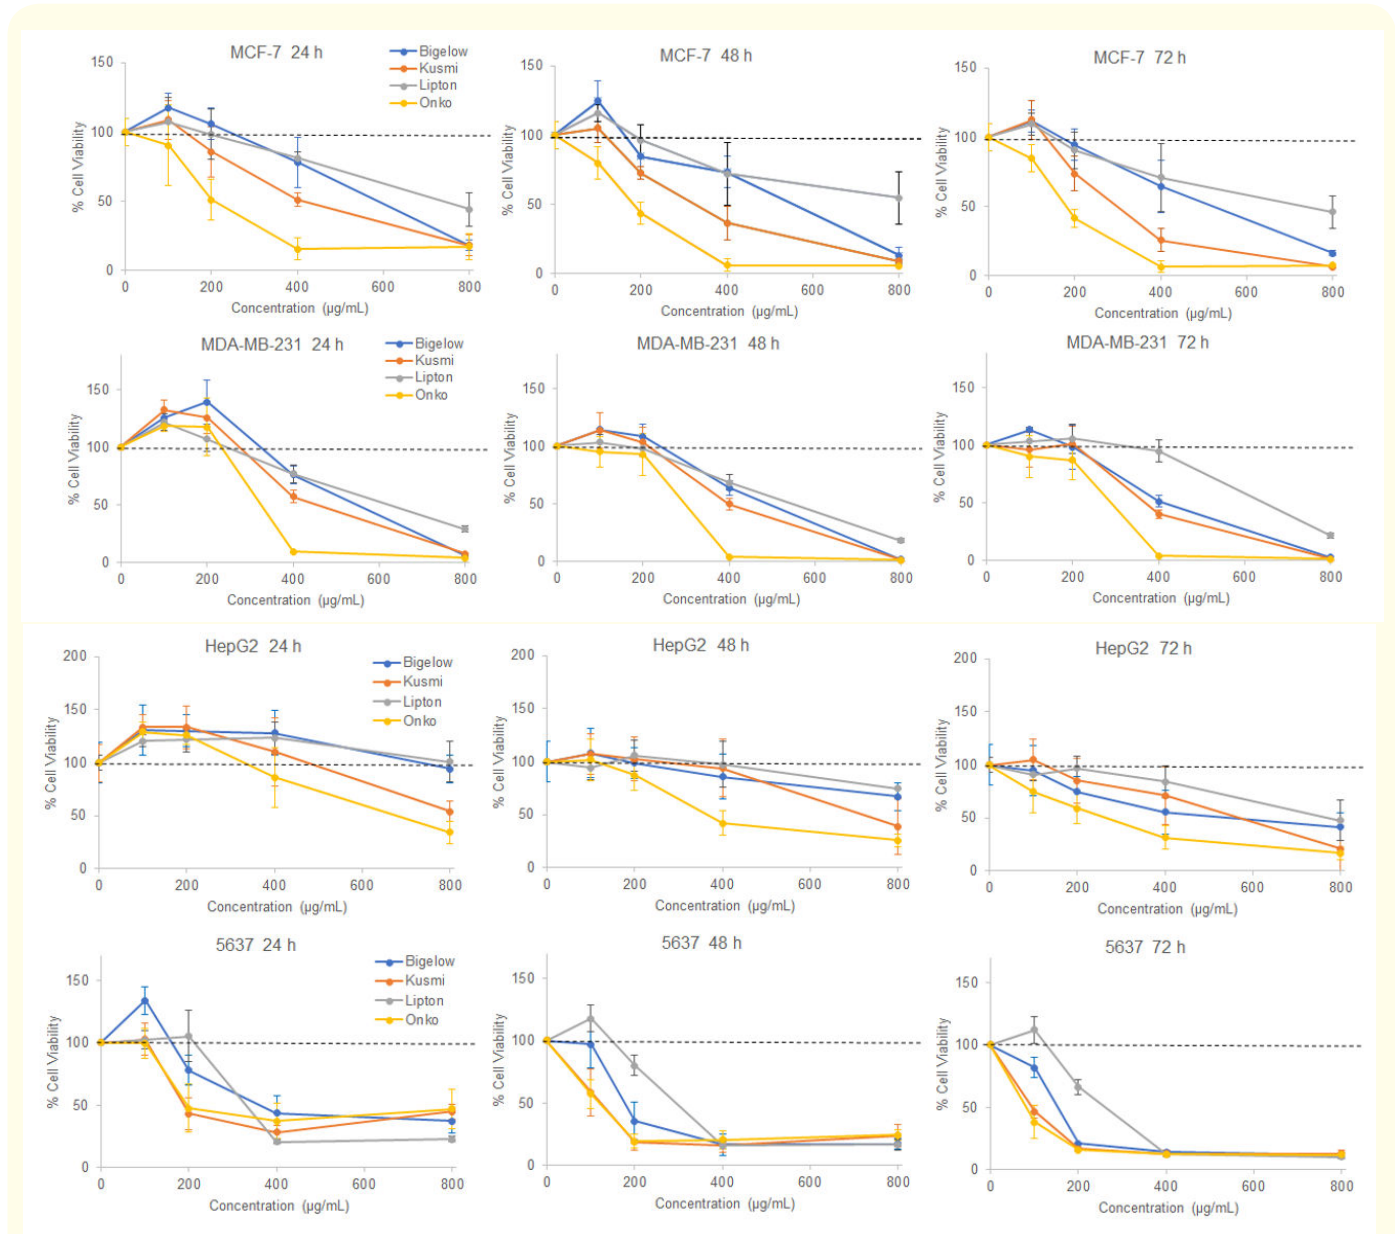 MCF-7 24 h
% Cell Viability
150
100
50
0
0 200 400 600 800
Concentration (µg/mL)
Bigelow
Kusmi
Lipton
Onko
MCF-7 48 h
% Cell Viability
150
100
50
0
0 200 400 600 800
Concentration (µg/mL)
MCF-7 72 h
% Cell Viability
150
100
50
0
0 200 400 600 800
Concentration (µg/mL)
MDA-MB-231 24 h
% Cell Viability
150
100
50
0
0 200 400 600 800
Concentration (µg/mL)
Bigelow
Kusmi
Lipton
Onko
MDA-MB-231 48 h
% Cell Viability
150
100
50
0
0 200 400 600 800
Concentration (µg/mL)
MDA-MB-231 72 h
% Cell Viability
150
100
50
0
0 200 400 600 800
Concentration (µg/mL)
HepG2 24 h
% Cell Viability
200
150
100
50
0
0 200 400 600 800
Concentration (µg/mL)
Bigelow
Kusmi
Lipton
Onko
HepG2 48 h
% Cell Viability
200
150
100
50
0
0 200 400 600 800
Concentration (µg/mL)
HepG2 72 h
% Cell Viability
200
150
100
50
0
0 200 400 600 800
Concentration (µg/mL)
5637 24 h
% Cell Viability
150
100
50
0
0 200 400 600 800
Concentration (µg/mL)
Bigelow
Kusmi
Lipton
Onko
5637 48 h
% Cell Viability
150
100
50
0
0 200 400 600 800
Concentration (µg/mL)
5637 72 h
% Cell Viability
150
100
50
0
0 200 400 600 800
Concentration (µg/mL)